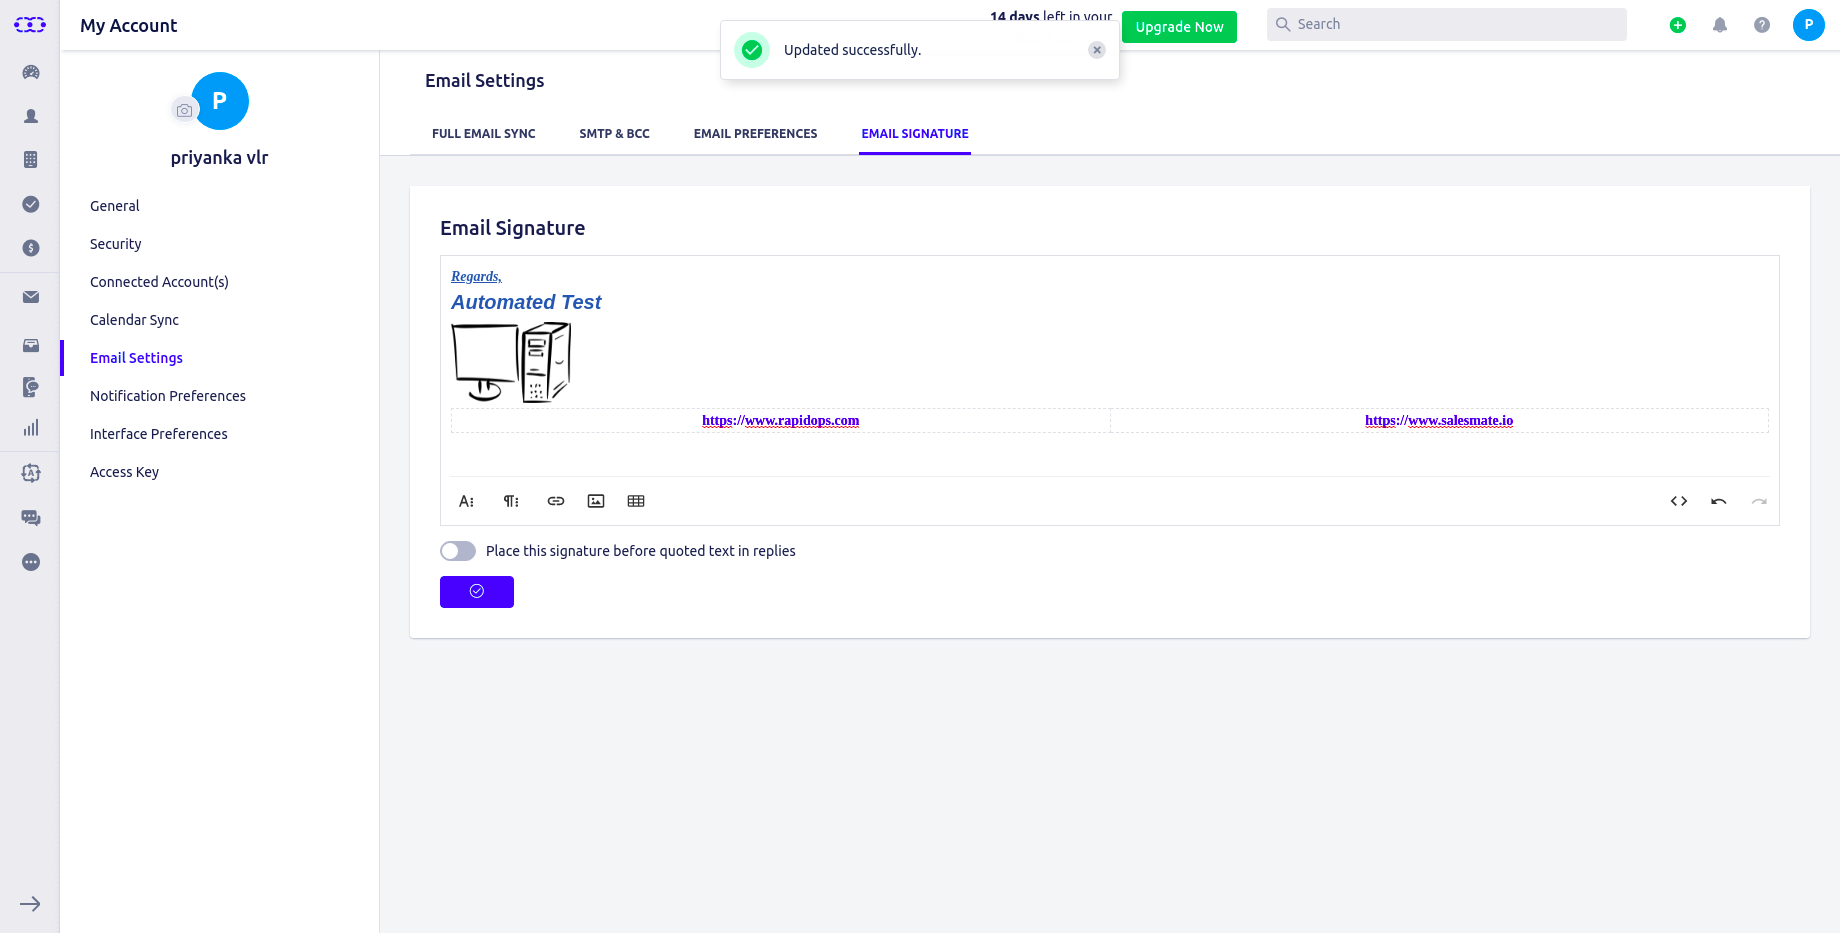 My Account
14 days left in your
Upgrade Now
Search
P
Updated successfully.
P
priyanka vlr
General
Security
Connected Account(s)
Calendar Sync
Email Settings
Notification Preferences
Interface Preferences
Access Key
Email Settings
FULL EMAIL SYNC
SMTP & BCC
EMAIL PREFERENCES
EMAIL SIGNATURE
Email Signature
Regards,
Automated Test
https://www.rapidops.com
https://www.salesmate.io
Place this signature before quoted text in replies